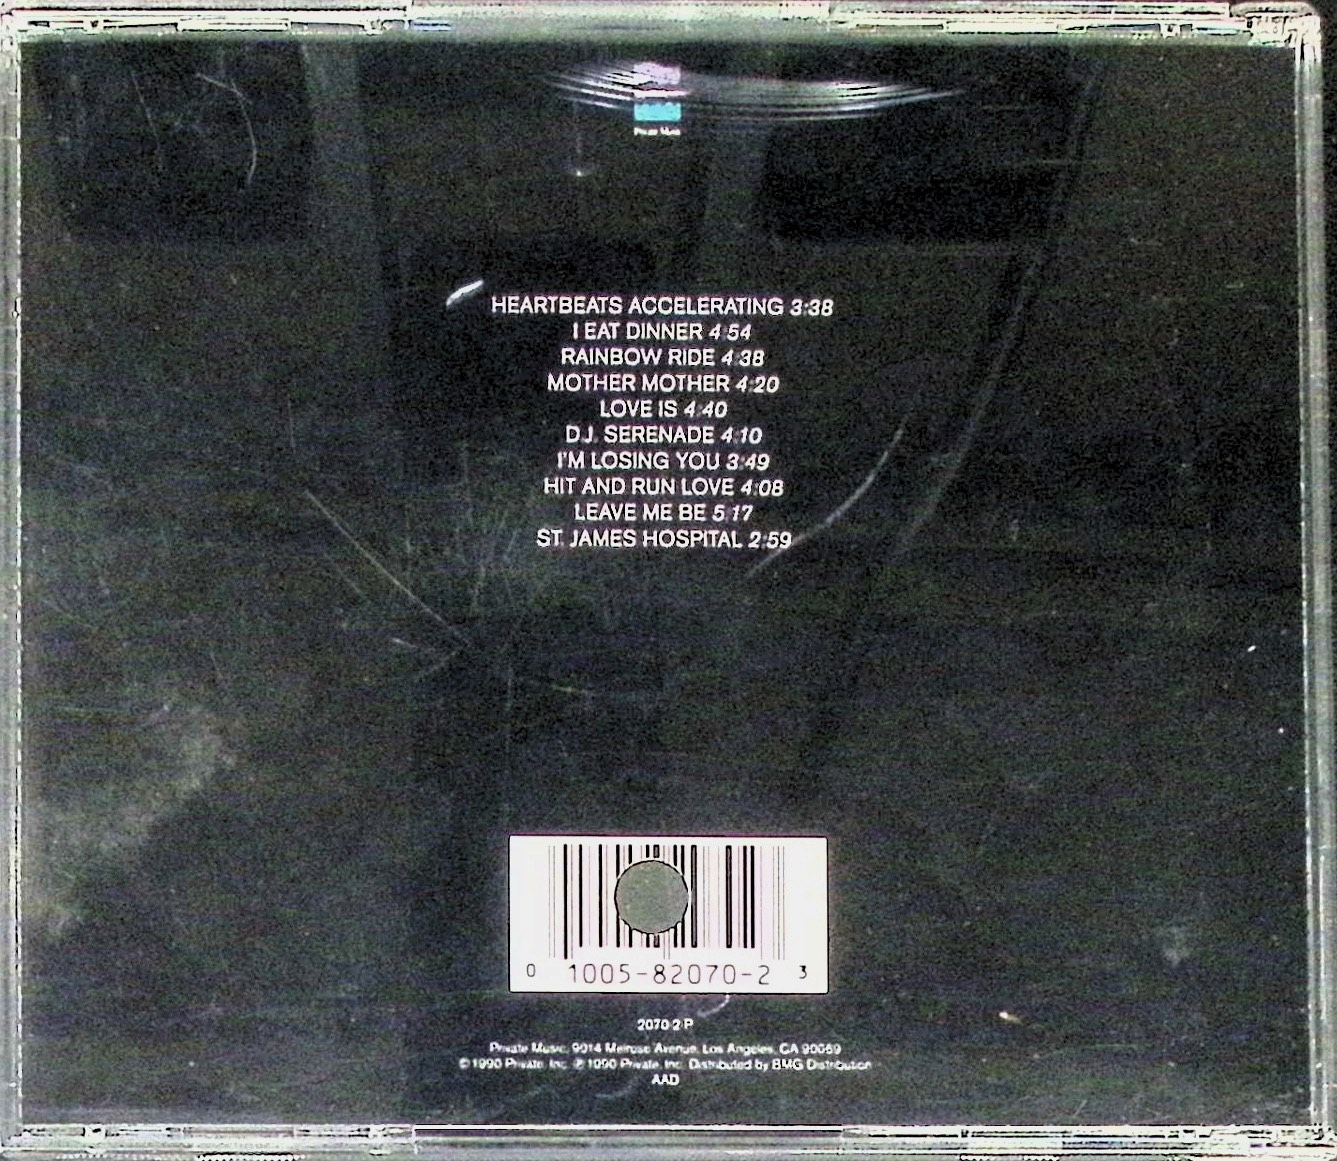 Private Music
HEARTBEATS ACCELERATING 3:38
I EAT DINNER 4:54
RAINBOW RIDE 4:38
MOTHER MOTHER 4:20
LOVE IS 4:40
D.J. SERENADE 4:10
I'M LOSING YOU 3:49
HIT AND RUN LOVE 4:08
LEAVE ME BE 5:17
ST. JAMES HOSPITAL 2:59
0 1005-82070-2 3
2070-2-P
Private Music, 9014 Melrose Avenue, Los Angeles, CA 90069
© 1990 Private, Inc. ℗ 1990 Private, Inc. Distributed by BMG Distribution
AAD